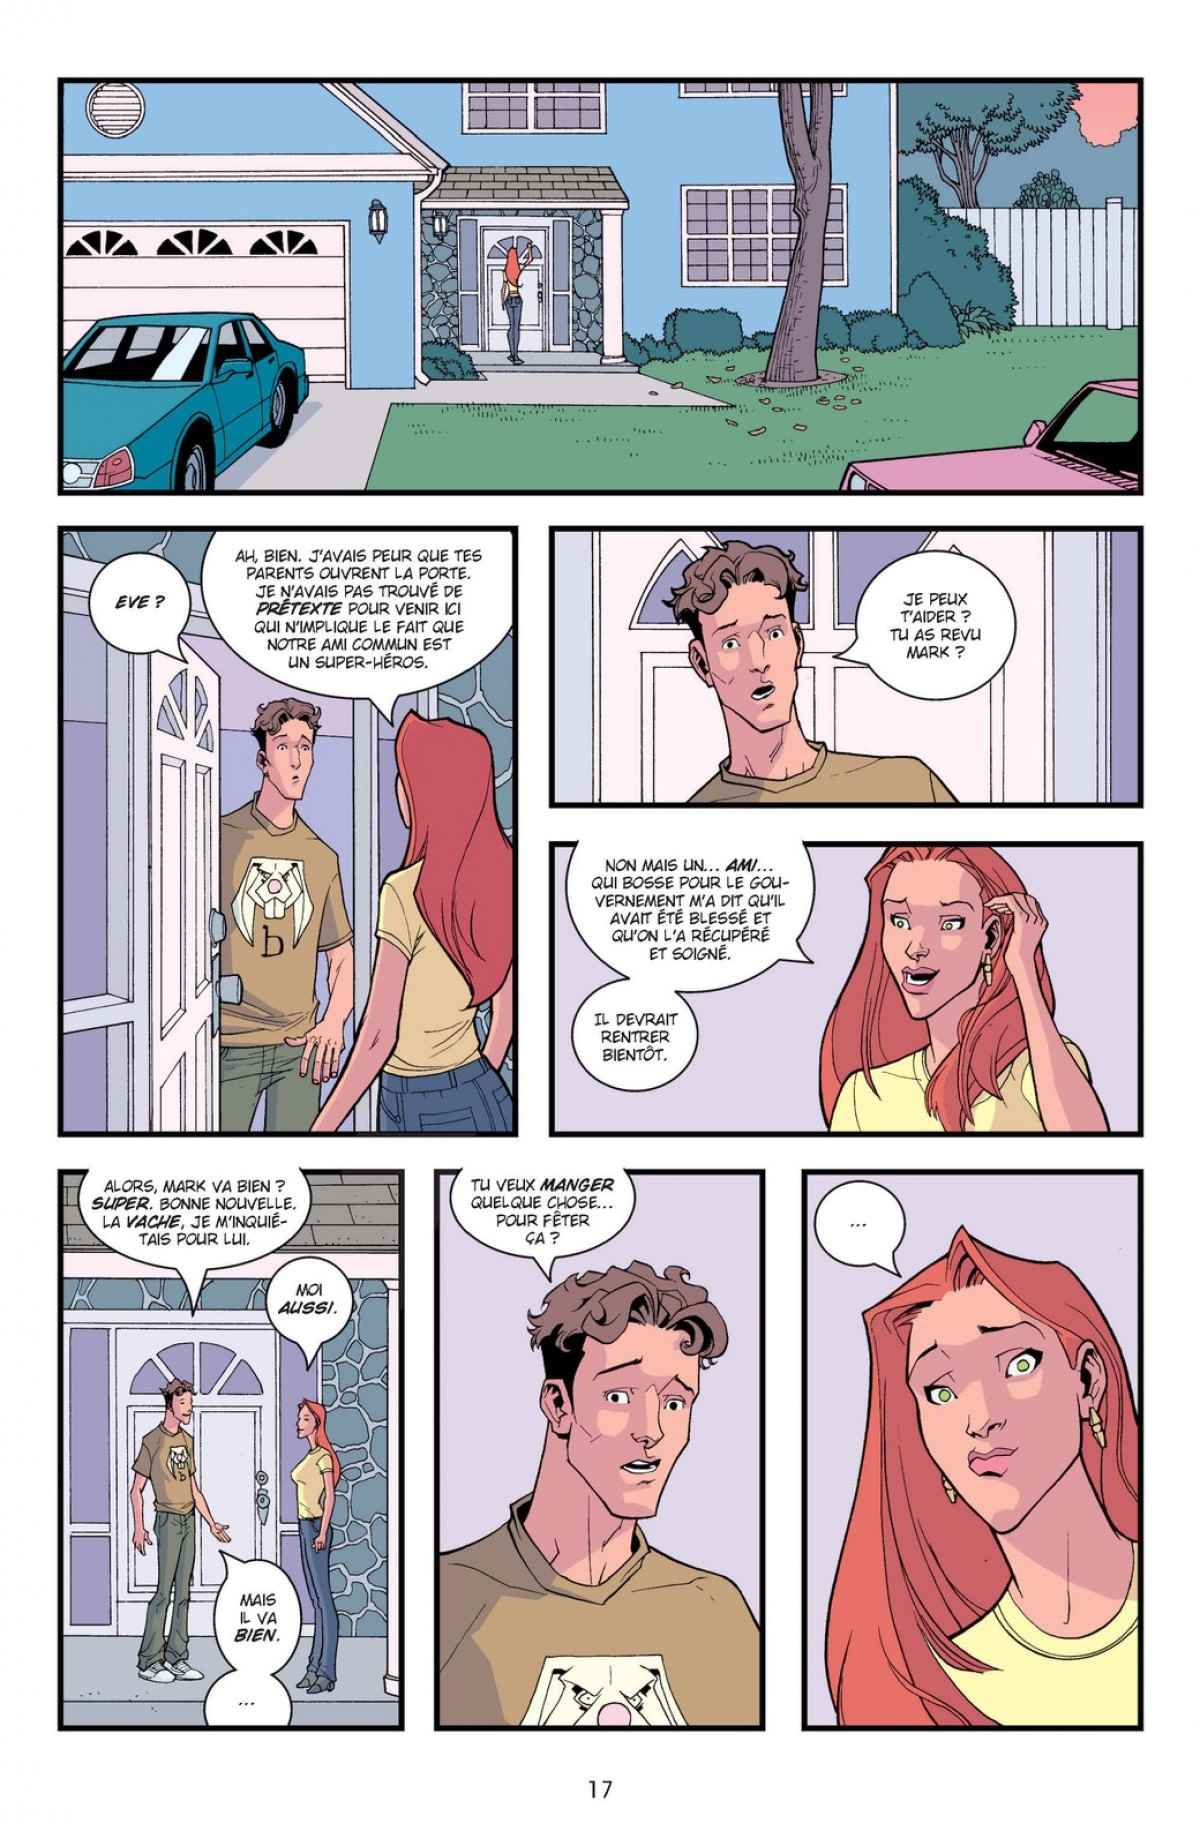 EVE ?
AH, BIEN. J'AVAIS PEUR QUE TES
PARENTS OUVRENT LA PORTE.
JE N'AVAIS PAS TROUVÉ DE
PRÉTEXTE POUR VENIR ICI
QUI N'IMPLIQUE LE FAIT QUE
NOTRE AMI COMMUN EST
UN SUPER-HÉROS.
JE PEUX
T'AIDER ?
TU AS REVU
MARK ?
NON MAIS UN... AMI...
QUI BOSSE POUR LE GOU-
VERNEMENT M'A DIT QU'IL
AVAIT ÉTÉ BLESSÉ ET
QU'ON L'A RÉCUPÉRÉ
ET SOIGNÉ.
IL DEVRAIT
RENTRER
BIENTÔT.
ALORS, MARK VA BIEN ?
SUPER. BONNE NOUVELLE.
LA VACHE, JE M'INQUIÉ-
TAIS POUR LUI.
MOI
AUSSI.
MAIS
IL VA
BIEN.
...
TU VEUX MANGER
QUELQUE CHOSE...
POUR FÊTER
ÇA ?
...
b
b
17